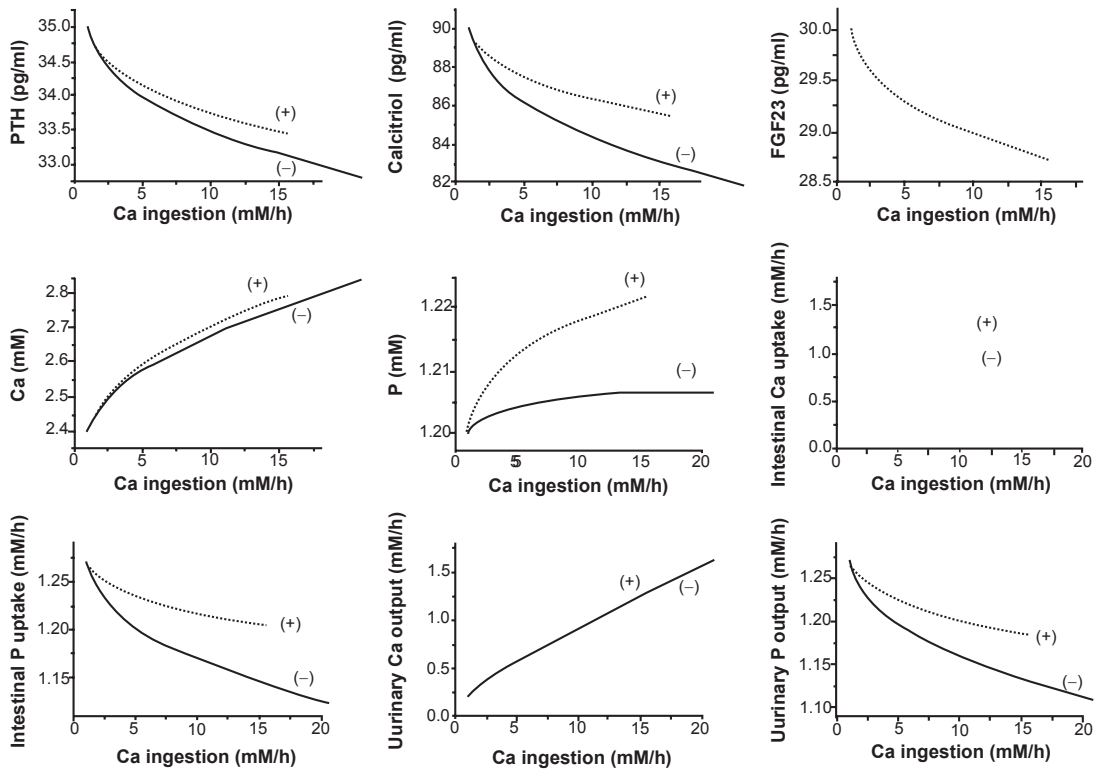 PTH (pg/ml)
35.0
34.5
34.0
33.5
33.0
(+)
(−)
0 5 10 15
Ca ingestion (mM/h)
Calcitriol (pg/ml)
90
88
86
84
82
(+)
(−)
0 5 10 15
Ca ingestion (mM/h)
FGF23 (pg/ml)
30.0
29.5
29.0
28.5
0 5 10 15
Ca ingestion (mM/h)
Ca (mM)
2.8
2.7
2.6
2.5
2.4
(+)
(−)
0 5 10 15
Ca ingestion (mM/h)
P (mM)
1.22
1.21
1.20
(+)
(−)
0 5 10 15 20
Ca ingestion (mM/h)
Intestinal Ca uptake (mM/h)
1.5
1.0
0.5
0.0
(+)
(−)
0 5 10 15 20
Ca ingestion (mM/h)
Intestinal P uptake (mM/h)
1.25
1.20
1.15
(+)
(−)
0 5 10 15 20
Ca ingestion (mM/h)
Uurinary Ca output (mM/h)
1.5
1.0
0.5
0.0
(+)
(−)
0 5 10 15 20
Ca ingestion (mM/h)
Uurinary P output (mM/h)
1.25
1.20
1.15
1.10
(+)
(−)
0 5 10 15 20
Ca ingestion (mM/h)